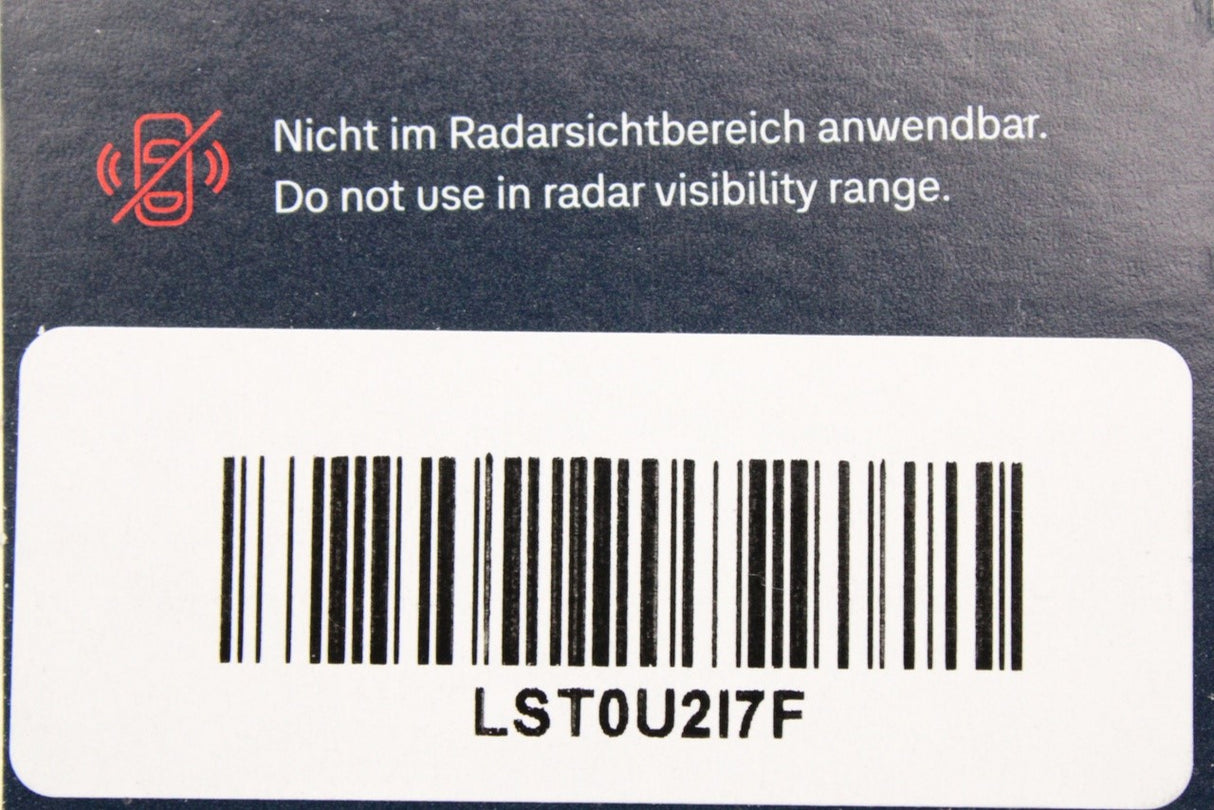 Nicht im Radarsichtbereich anwendbar.
Do not use in radar visibility range.
LST0U2I7F